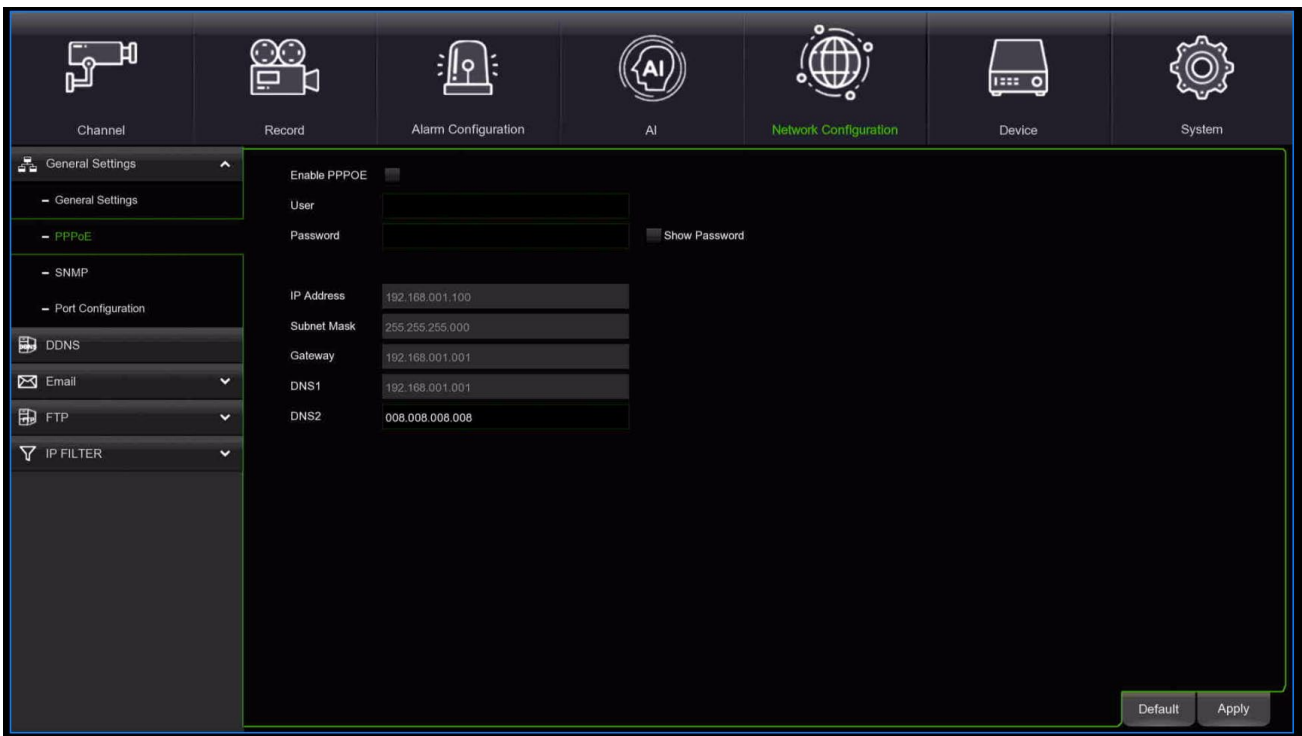 AI
Channel
Record
Alarm Configuration
AI
Network Configuration
Device
System
General Settings
– General Settings
– PPPoE
– SNMP
– Port Configuration
DDNS
DDNS
Email
FTP
FTP
IP FILTER
Enable PPPOE
User
Password
Show Password
IP Address 192.168.001.100
Subnet Mask 255.255.255.000
Gateway 192.168.001.001
DNS1 192.168.001.001
DNS2 008.008.008.008
Default
Apply